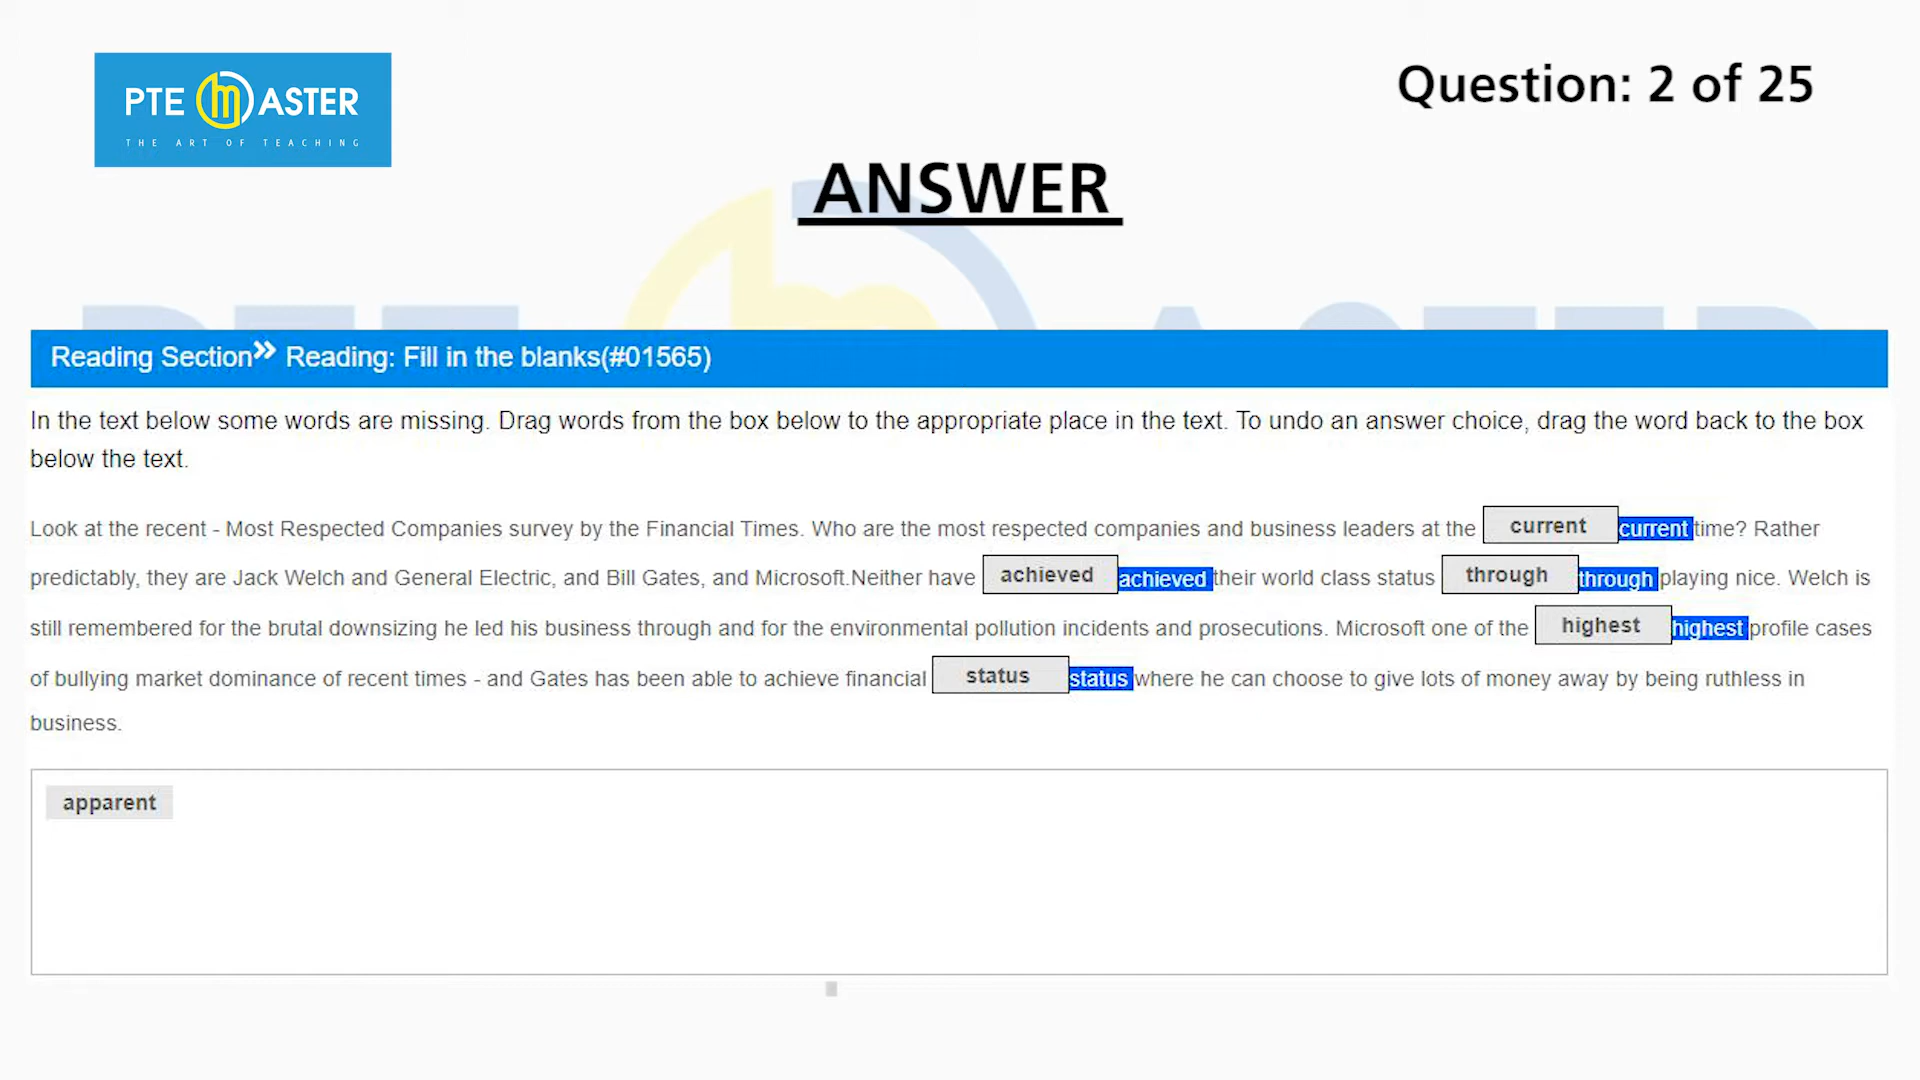 PTE MASTER
THE ART OF TEACHING
Question: 2 of 25
ANSWER
Reading Section» Reading: Fill in the blanks(#01565)
In the text below some words are missing. Drag words from the box below to the appropriate place in the text. To undo an answer choice, drag the word back to the box
below the text.
Look at the recent - Most Respected Companies survey by the Financial Times. Who are the most respected companies and business leaders at the current current time? Rather
predictably, they are Jack Welch and General Electric, and Bill Gates, and Microsoft.Neither have achieved achieved their world class status through through playing nice. Welch is
still remembered for the brutal downsizing he led his business through and for the environmental pollution incidents and prosecutions. Microsoft one of the highest highest profile cases
of bullying market dominance of recent times - and Gates has been able to achieve financial status status where he can choose to give lots of money away by being ruthless in
business.
apparent